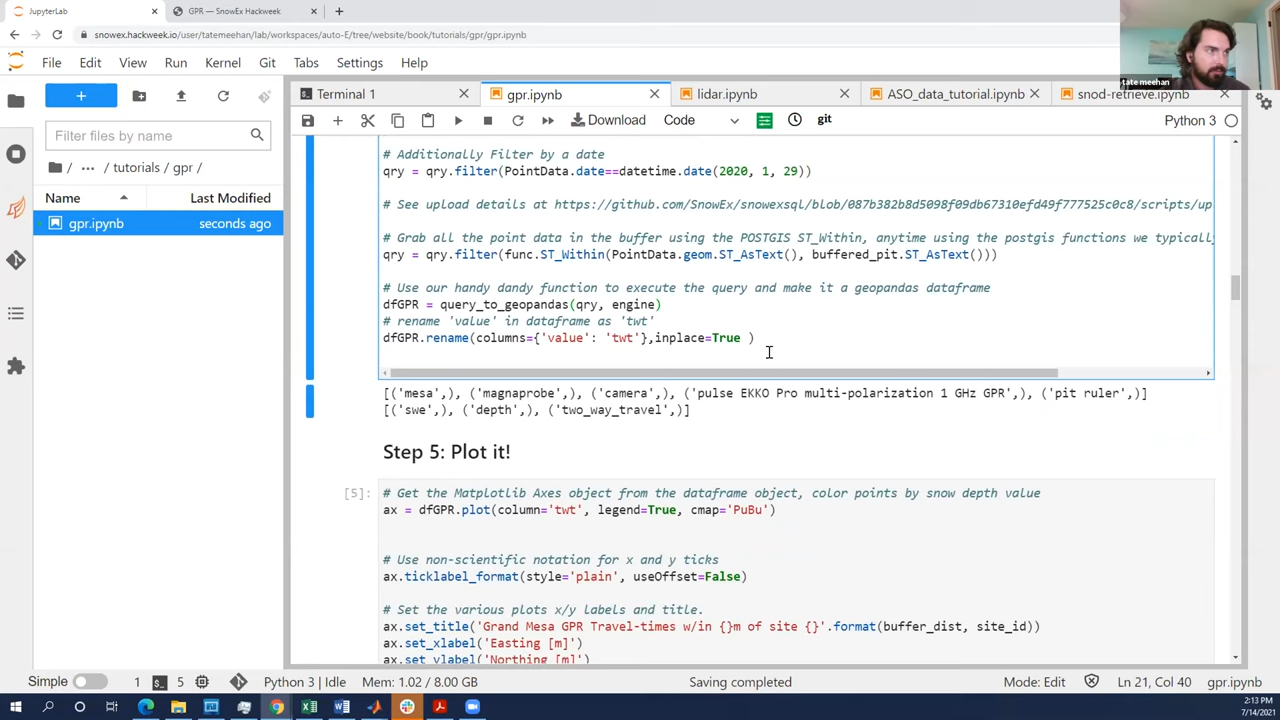 JupyterLab
GPR — SnowEx Hackweek
snowex.hackweek.io/user/tatemeehan/lab/workspaces/auto-E/tree/website/book/tutorials/gpr/gpr.ipynb
tate meehan
File Edit View Run Kernel Git Tabs Settings Help
Terminal 1
gpr.ipynb
lidar.ipynb
ASO_data_tutorial.ipynb
snod-retrieve.ipynb
Download Code git Python 3
Filter files by name
/ ... / tutorials / gpr /
Name Last Modified
gpr.ipynb seconds ago
# Additionally Filter by a date
qry = qry.filter(PointData.date==datetime.date(2020, 1, 29))
# See upload details at https://github.com/SnowEx/snowexsql/blob/087b382b8d5098f09db67310efd49f777525c0c8/scripts/up
# Grab all the point data in the buffer using the POSTGIS ST_Within, anytime using the postgis functions we typically
qry = qry.filter(func.ST_Within(PointData.geom.ST_AsText(), buffered_pit.ST_AsText()))
# Use our handy dandy function to execute the query and make it a geopandas dataframe
dfGPR = query_to_geopandas(qry, engine)
# rename 'value' in dataframe as 'twt'
dfGPR.rename(columns={'value': 'twt'},inplace=True )
[('mesa',), ('magnaprobe',), ('camera',), ('pulse EKKO Pro multi-polarization 1 GHz GPR',), ('pit ruler',)]
[('swe',), ('depth',), ('two_way_travel',)]
Step 5: Plot it!
[5]:
# Get the Matplotlib Axes object from the dataframe object, color points by snow depth value
ax = dfGPR.plot(column='twt', legend=True, cmap='PuBu')
# Use non-scientific notation for x and y ticks
ax.ticklabel_format(style='plain', useOffset=False)
# Set the various plots x/y labels and title.
ax.set_title('Grand Mesa GPR Travel-times w/in {}m of site {}'.format(buffer_dist, site_id))
ax.set_xlabel('Easting [m]')
ax.set_ylabel('Northing [m]')
Simple 1 5 Python 3 | Idle Mem: 1.02 / 8.00 GB Saving completed Mode: Edit Ln 21, Col 40 gpr.ipynb
2:13 PM
7/14/2021